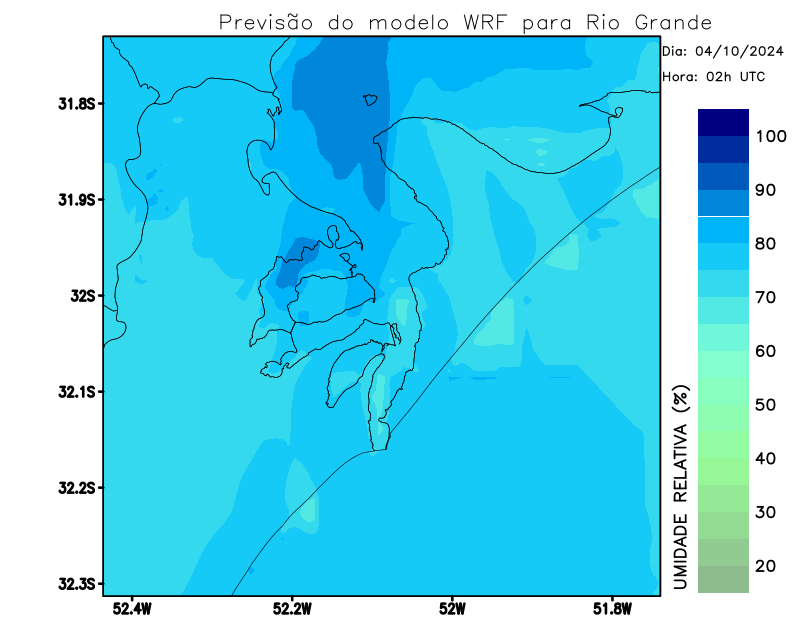 Previsão do modelo WRF para Rio Grande
Dia: 04/10/2024
Hora: 02h UTC
31.8S
31.9S
32S
32.1S
32.2S
32.3S
52.4W
52.2W
52W
51.8W
100
90
80
70
60
50
40
30
20
UMIDADE RELATIVA (%)